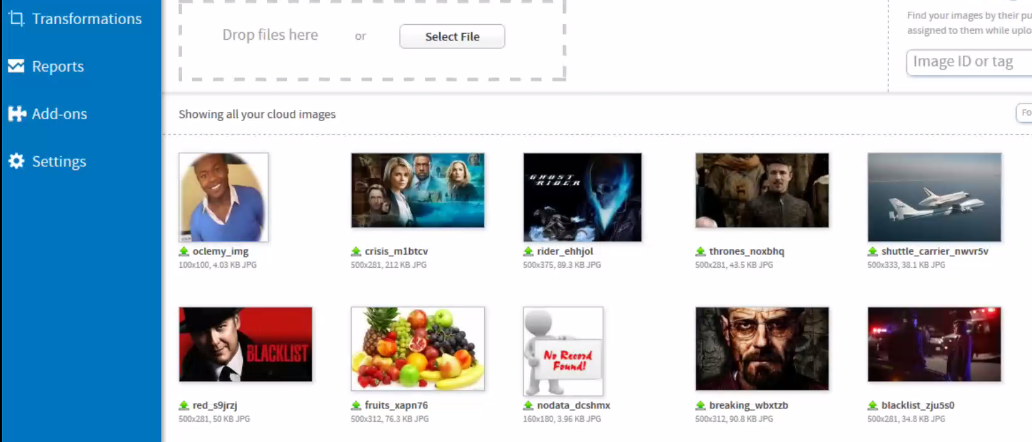 Transformations
Reports
Add-ons
Settings
Drop files here or Select File
Find your images by their pu
assigned to them while uplo
Image ID or tag
Showing all your cloud images
Fo
GHOST
RIDER
oclemy_img
100x100, 4.03 KB JPG
crisis_m1btcv
500x281, 212 KB JPG
rider_ehhjol
500x375, 89.3 KB JPG
thrones_noxbhq
500x281, 43.5 KB JPG
shuttle_carrier_nwvr5v
500x333, 38.1 KB JPG
BLACKLIST
No Record
Found!
red_s9jrzj
500x281, 50 KB JPG
fruits_xapn76
500x312, 76.3 KB JPG
nodata_dcshmx
160x180, 3.96 KB JPG
breaking_wbxtzb
500x312, 90.8 KB JPG
blacklist_zju5s0
500x281, 34.8 KB JPG